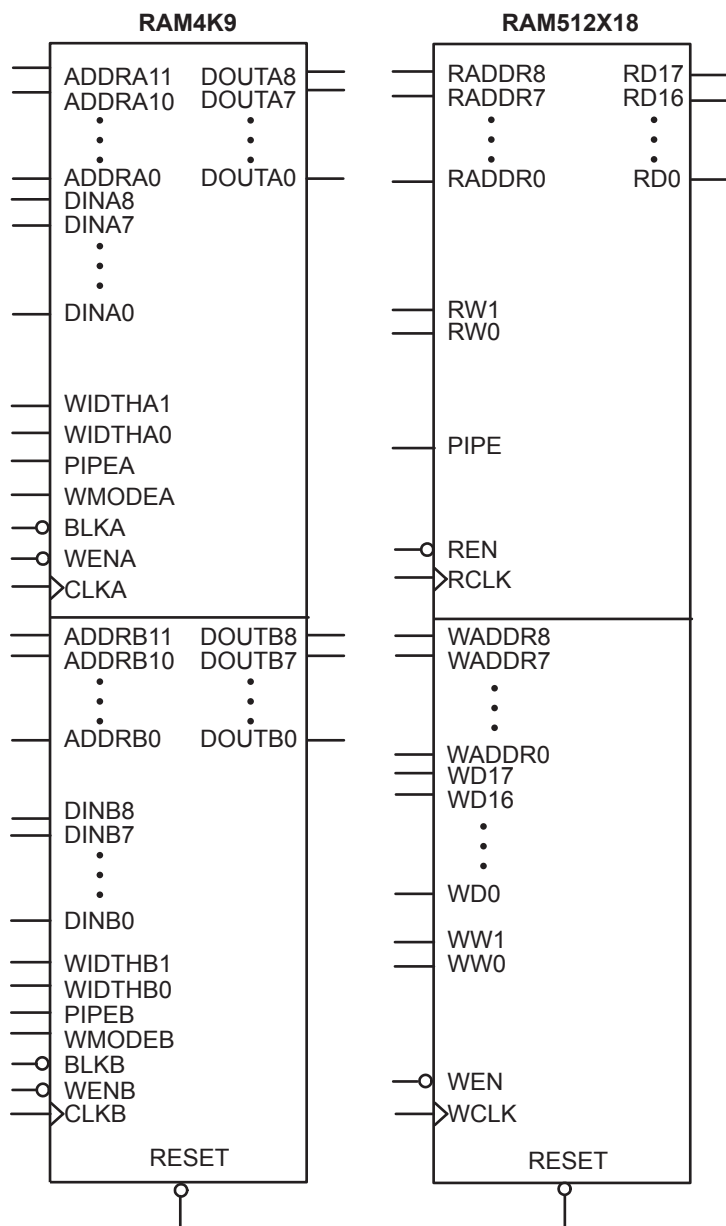 RAM4K9
ADDRA11 DOUTA8
ADDRA10 DOUTA7
ADDRA0 DOUTA0
DINA8
DINA7
DINA0
WIDTHA1
WIDTHA0
PIPEA
WMODEA
BLKA
WENA
CLKA
ADDRB11 DOUTB8
ADDRB10 DOUTB7
ADDRB0 DOUTB0
DINB8
DINB7
DINB0
WIDTHB1
WIDTHB0
PIPEB
WMODEB
BLKB
WENB
CLKB
RESET
RAM512X18
RADDR8 RD17
RADDR7 RD16
RADDR0 RD0
RW1
RW0
PIPE
REN
RCLK
WADDR8
WADDR7
WADDR0
WD17
WD16
WD0
WW1
WW0
WEN
WCLK
RESET